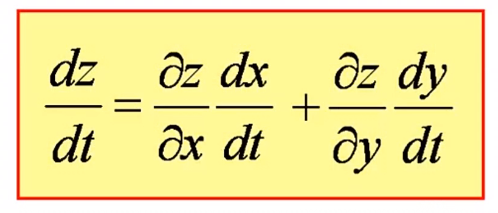 dz/dt = ∂z/∂x dx/dt + ∂z/∂y dy/dt